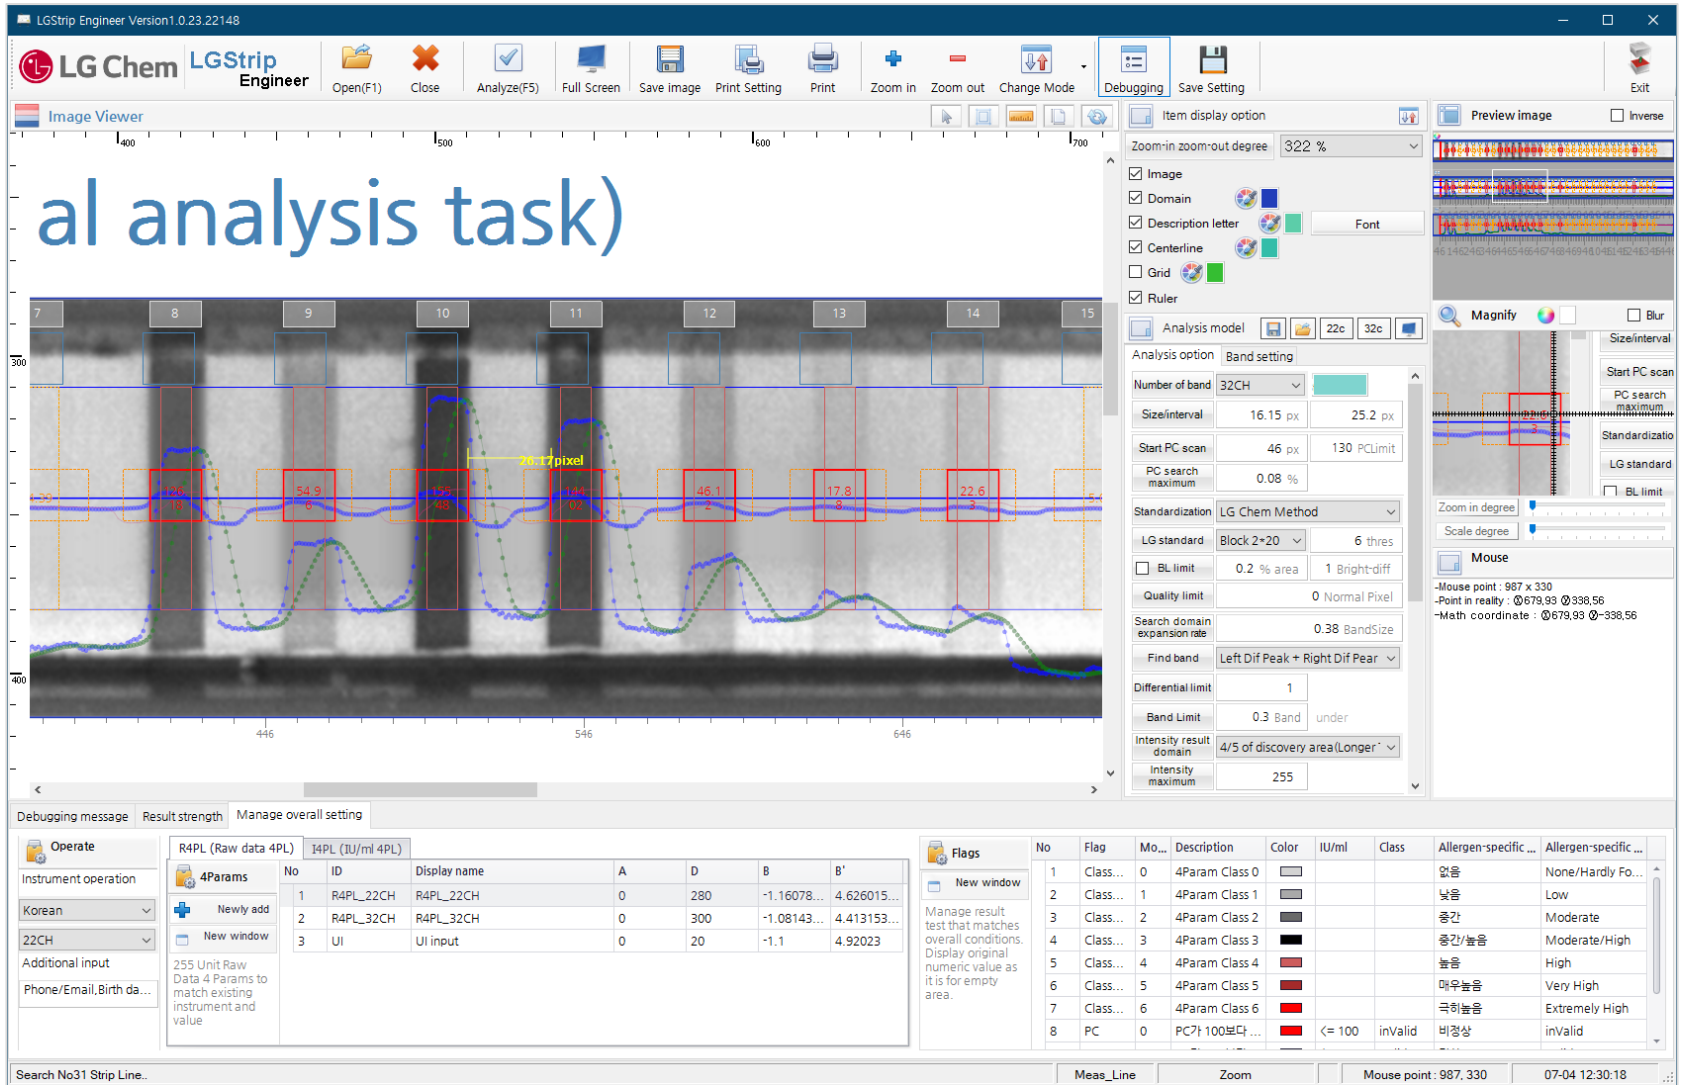 LGStrip Engineer Version1.0.23.22148
LG Chem
LGStrip
Engineer
Open(F1)
Close
Analyze(F5)
Full Screen
Save image
Print Setting
Print
Zoom in
Zoom out
Change Mode
Debugging
Save Setting
Exit
Image Viewer
400
500
600
700
al analysis task)
7
8
9
10
11
12
13
14
15
300
400
54.9
6
26.17pixel
46.1
2
17.8
8
22.6
3
446
546
646
Item display option
Zoom-in zoom-out degree
322 %
Image
Domain
Description letter
Font
Centerline
Grid
Ruler
Analysis model
22c
32c
Analysis option
Band setting
Number of band
32CH
Size/interval
16.15 px
25.2 px
Start PC scan
46 px
130 PCLimit
PC search
maximum
0.08 %
Standardization
LG Chem Method
LG standard
Block 2*20
6 thres
BL limit
0.2 % area
1 Bright-diff
Quality limit
0 Normal Pixel
Search domain
expansion rate
0.38 BandSize
Find band
Left Dif Peak + Right Dif Pear
Differential limit
1
Band Limit
0.3 Band
under
Intensity result
domain
4/5 of discovery area(Longer
Intensity
maximum
255
Preview image
Inverse
Magnify
Blur
Size/interval
Start PC scan
PC search
maximum
Standardizatio
LG standard
BL limit
Zoom in degree
Scale degree
Mouse
-Mouse point : 987 x 330
-Point in reality : Ⓧ679,93 Ⓨ338,56
-Math coordinate : Ⓧ679,93 Ⓨ-338,56
Debugging message
Result strength
Manage overall setting
Operate
Instrument operation
Korean
22CH
Additional input
Phone/Email,Birth da...
R4PL (Raw data 4PL)
I4PL (IU/ml 4PL)
4Params
Newly add
New window
255 Unit Raw
Data 4 Params to
match existing
instrument and
value
No ID Display name A D B B'
1 R4PL_22CH R4PL_22CH 0 280 -1.16078... 4.626015...
2 R4PL_32CH R4PL_32CH 0 300 -1.08143... 4.413153...
3 UI UI input 0 20 -1.1 4.92023
Flags
New window
Manage result
test that matches
overall conditions.
Display original
numeric value as
it is for empty
area.
No Flag Mo... Description Color IU/ml Class Allergen-specific ... Allergen-specific ...
1 Class... 0 4Param Class 0 없음 None/Hardly Fo...
2 Class... 1 4Param Class 1 낮음 Low
3 Class... 2 4Param Class 2 중간 Moderate
4 Class... 3 4Param Class 3 중간/높음 Moderate/High
5 Class... 4 4Param Class 4 높음 High
6 Class... 5 4Param Class 5 매우높음 Very High
7 Class... 6 4Param Class 6 극히높음 Extremely High
8 PC 0 PC가 100보다 ... <= 100 inValid 비정상 inValid
Search No31 Strip Line..
Meas_Line
Zoom
Mouse point : 987, 330
07-04 12:30:18